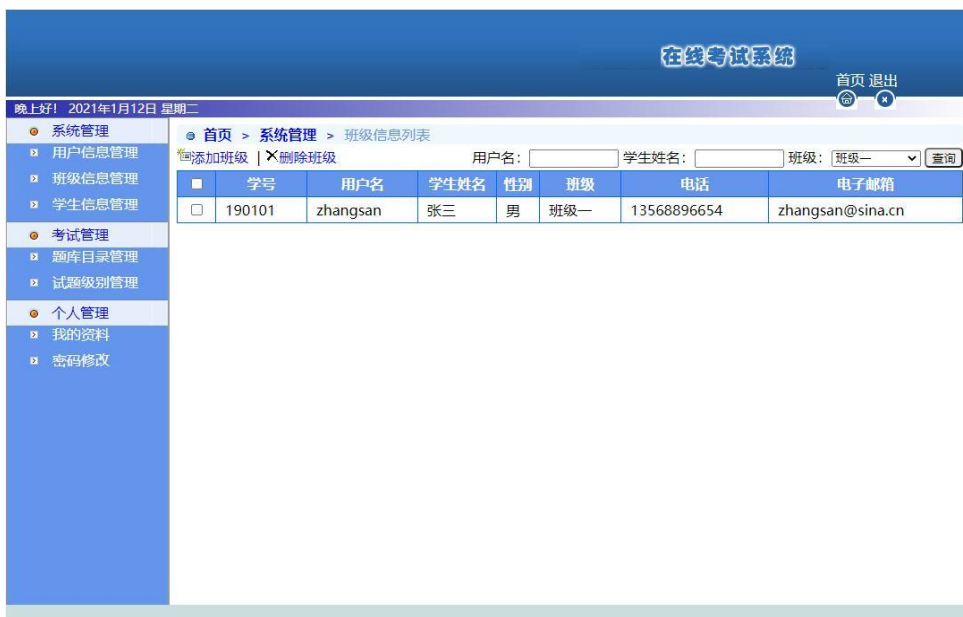 在线考试系统
首页 退出
晚上好! 2021年1月12日 星期二
系统管理
用户信息管理
班级信息管理
学生信息管理
考试管理
题库目录管理
试题级别管理
个人管理
我的资料
密码修改
首页 > 系统管理 > 班级信息列表
添加班级 | 删除班级 用户名: 学生姓名: 班级: 班级一 查询
学号 用户名 学生姓名 性别 班级 电话 电子邮箱
190101 zhangsan 张三 男 班级一 13568896654 zhangsan@sina.cn